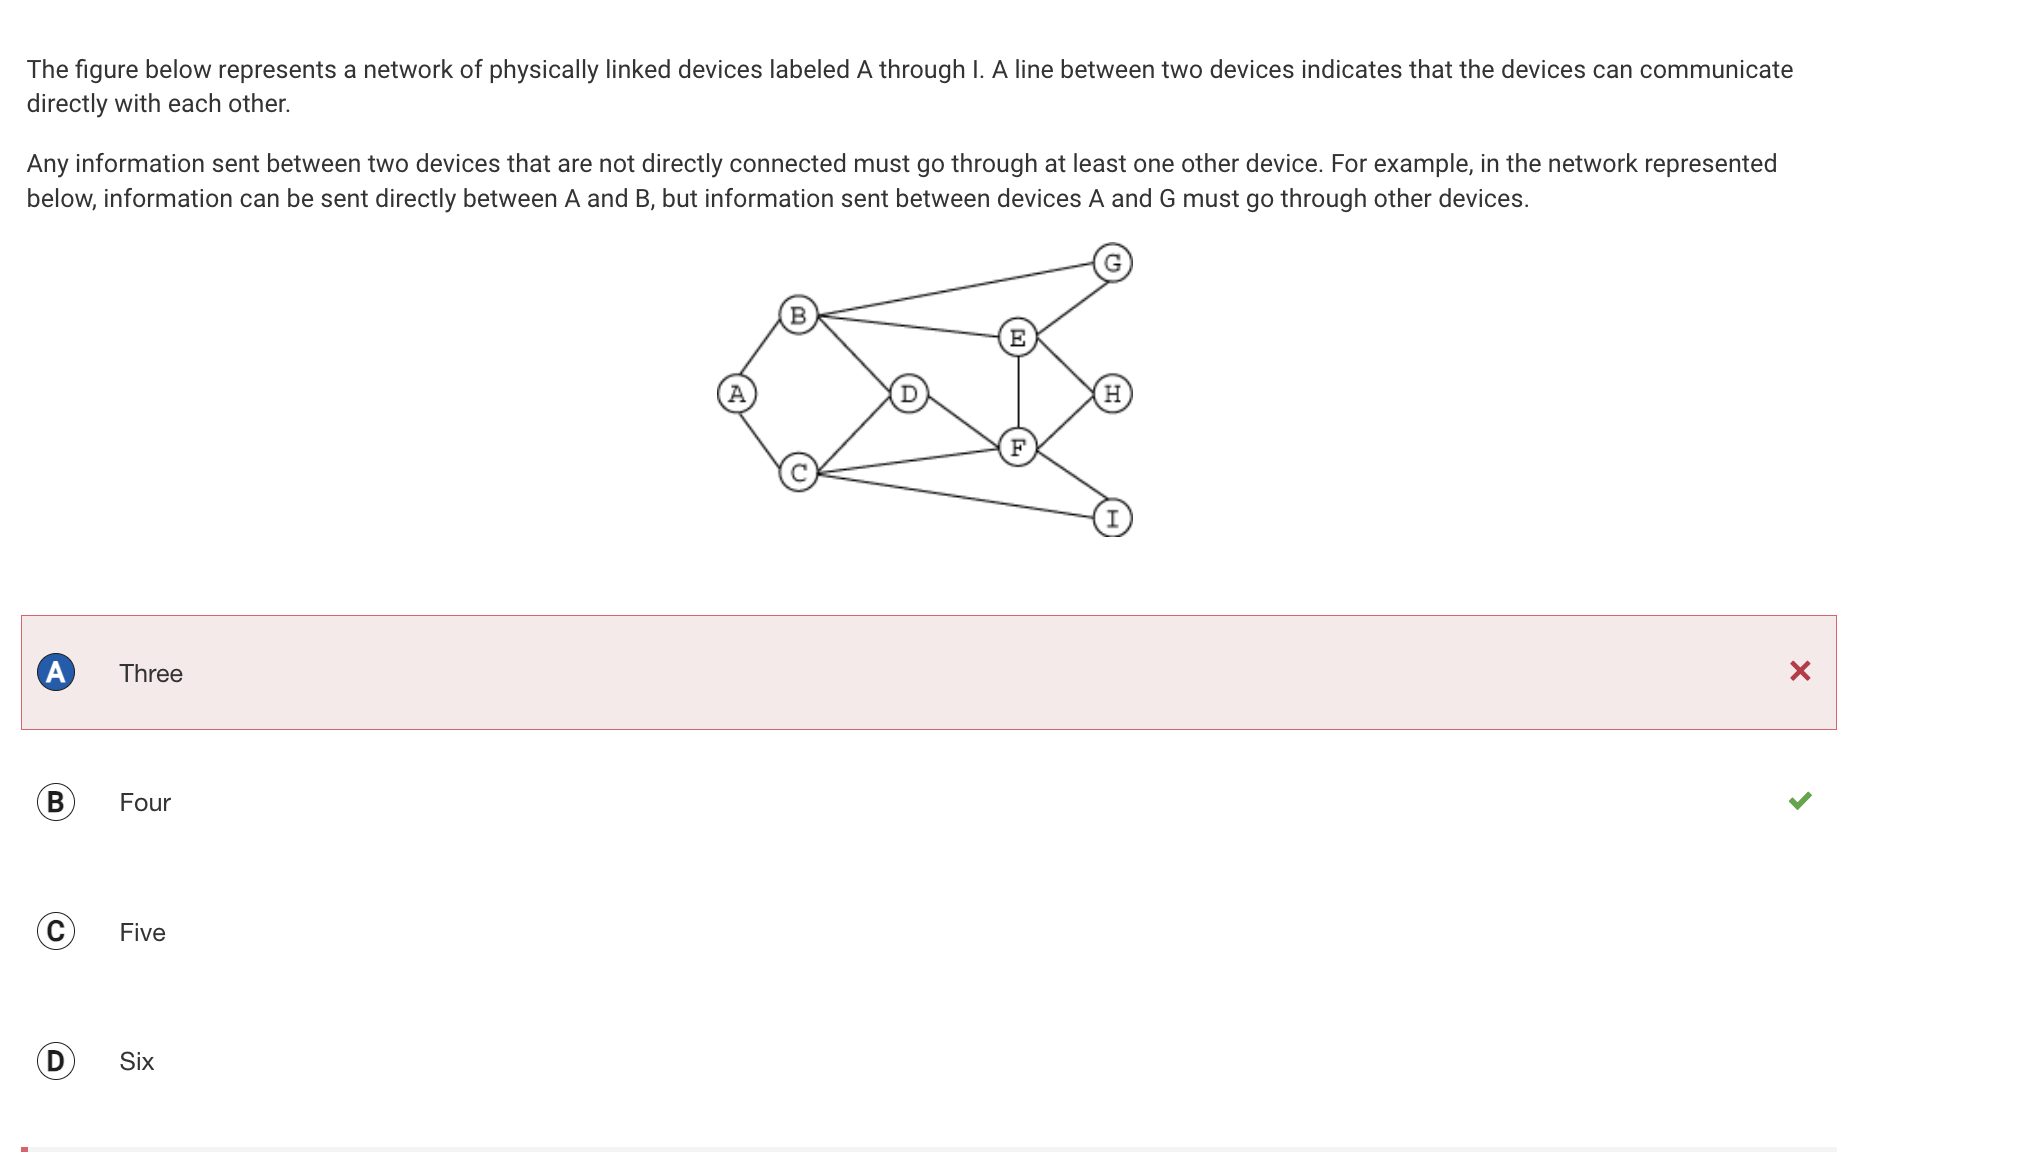 The figure below represents a network of physically linked devices labeled A through I. A line between two devices indicates that the devices can communicate
directly with each other.
Any information sent between two devices that are not directly connected must go through at least one other device. For example, in the network represented
below, information can be sent directly between A and B, but information sent between devices A and G must go through other devices.
G
B
E
A
D
H
F
C
I
A Three
B Four
C Five
D Six